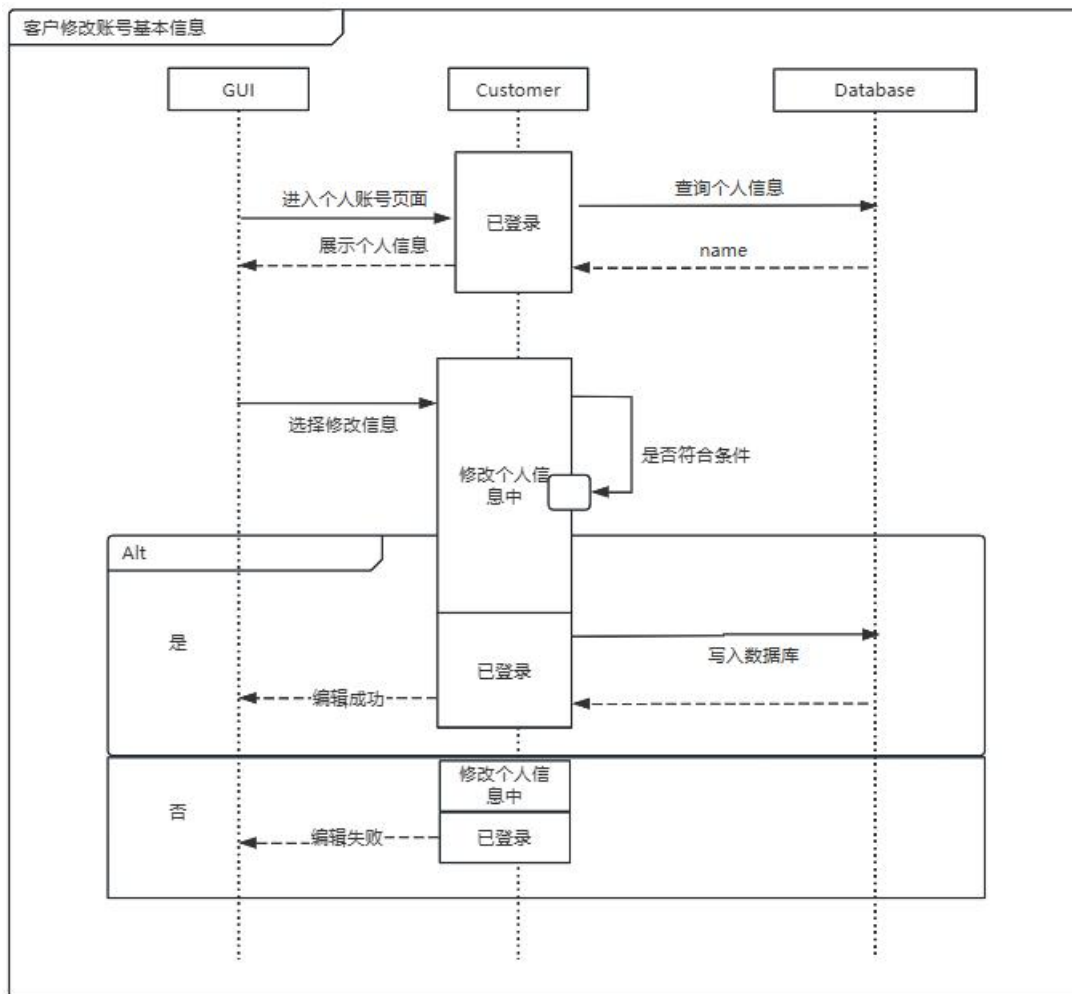 客户修改账号基本信息
GUI
Customer
Database
进入个人账号页面
查询个人信息
已登录
展示个人信息
name
选择修改信息
是否符合条件
修改个人信
息中
Alt
是
写入数据库
已登录
编辑成功
修改个人信
息中
否
编辑失败
已登录